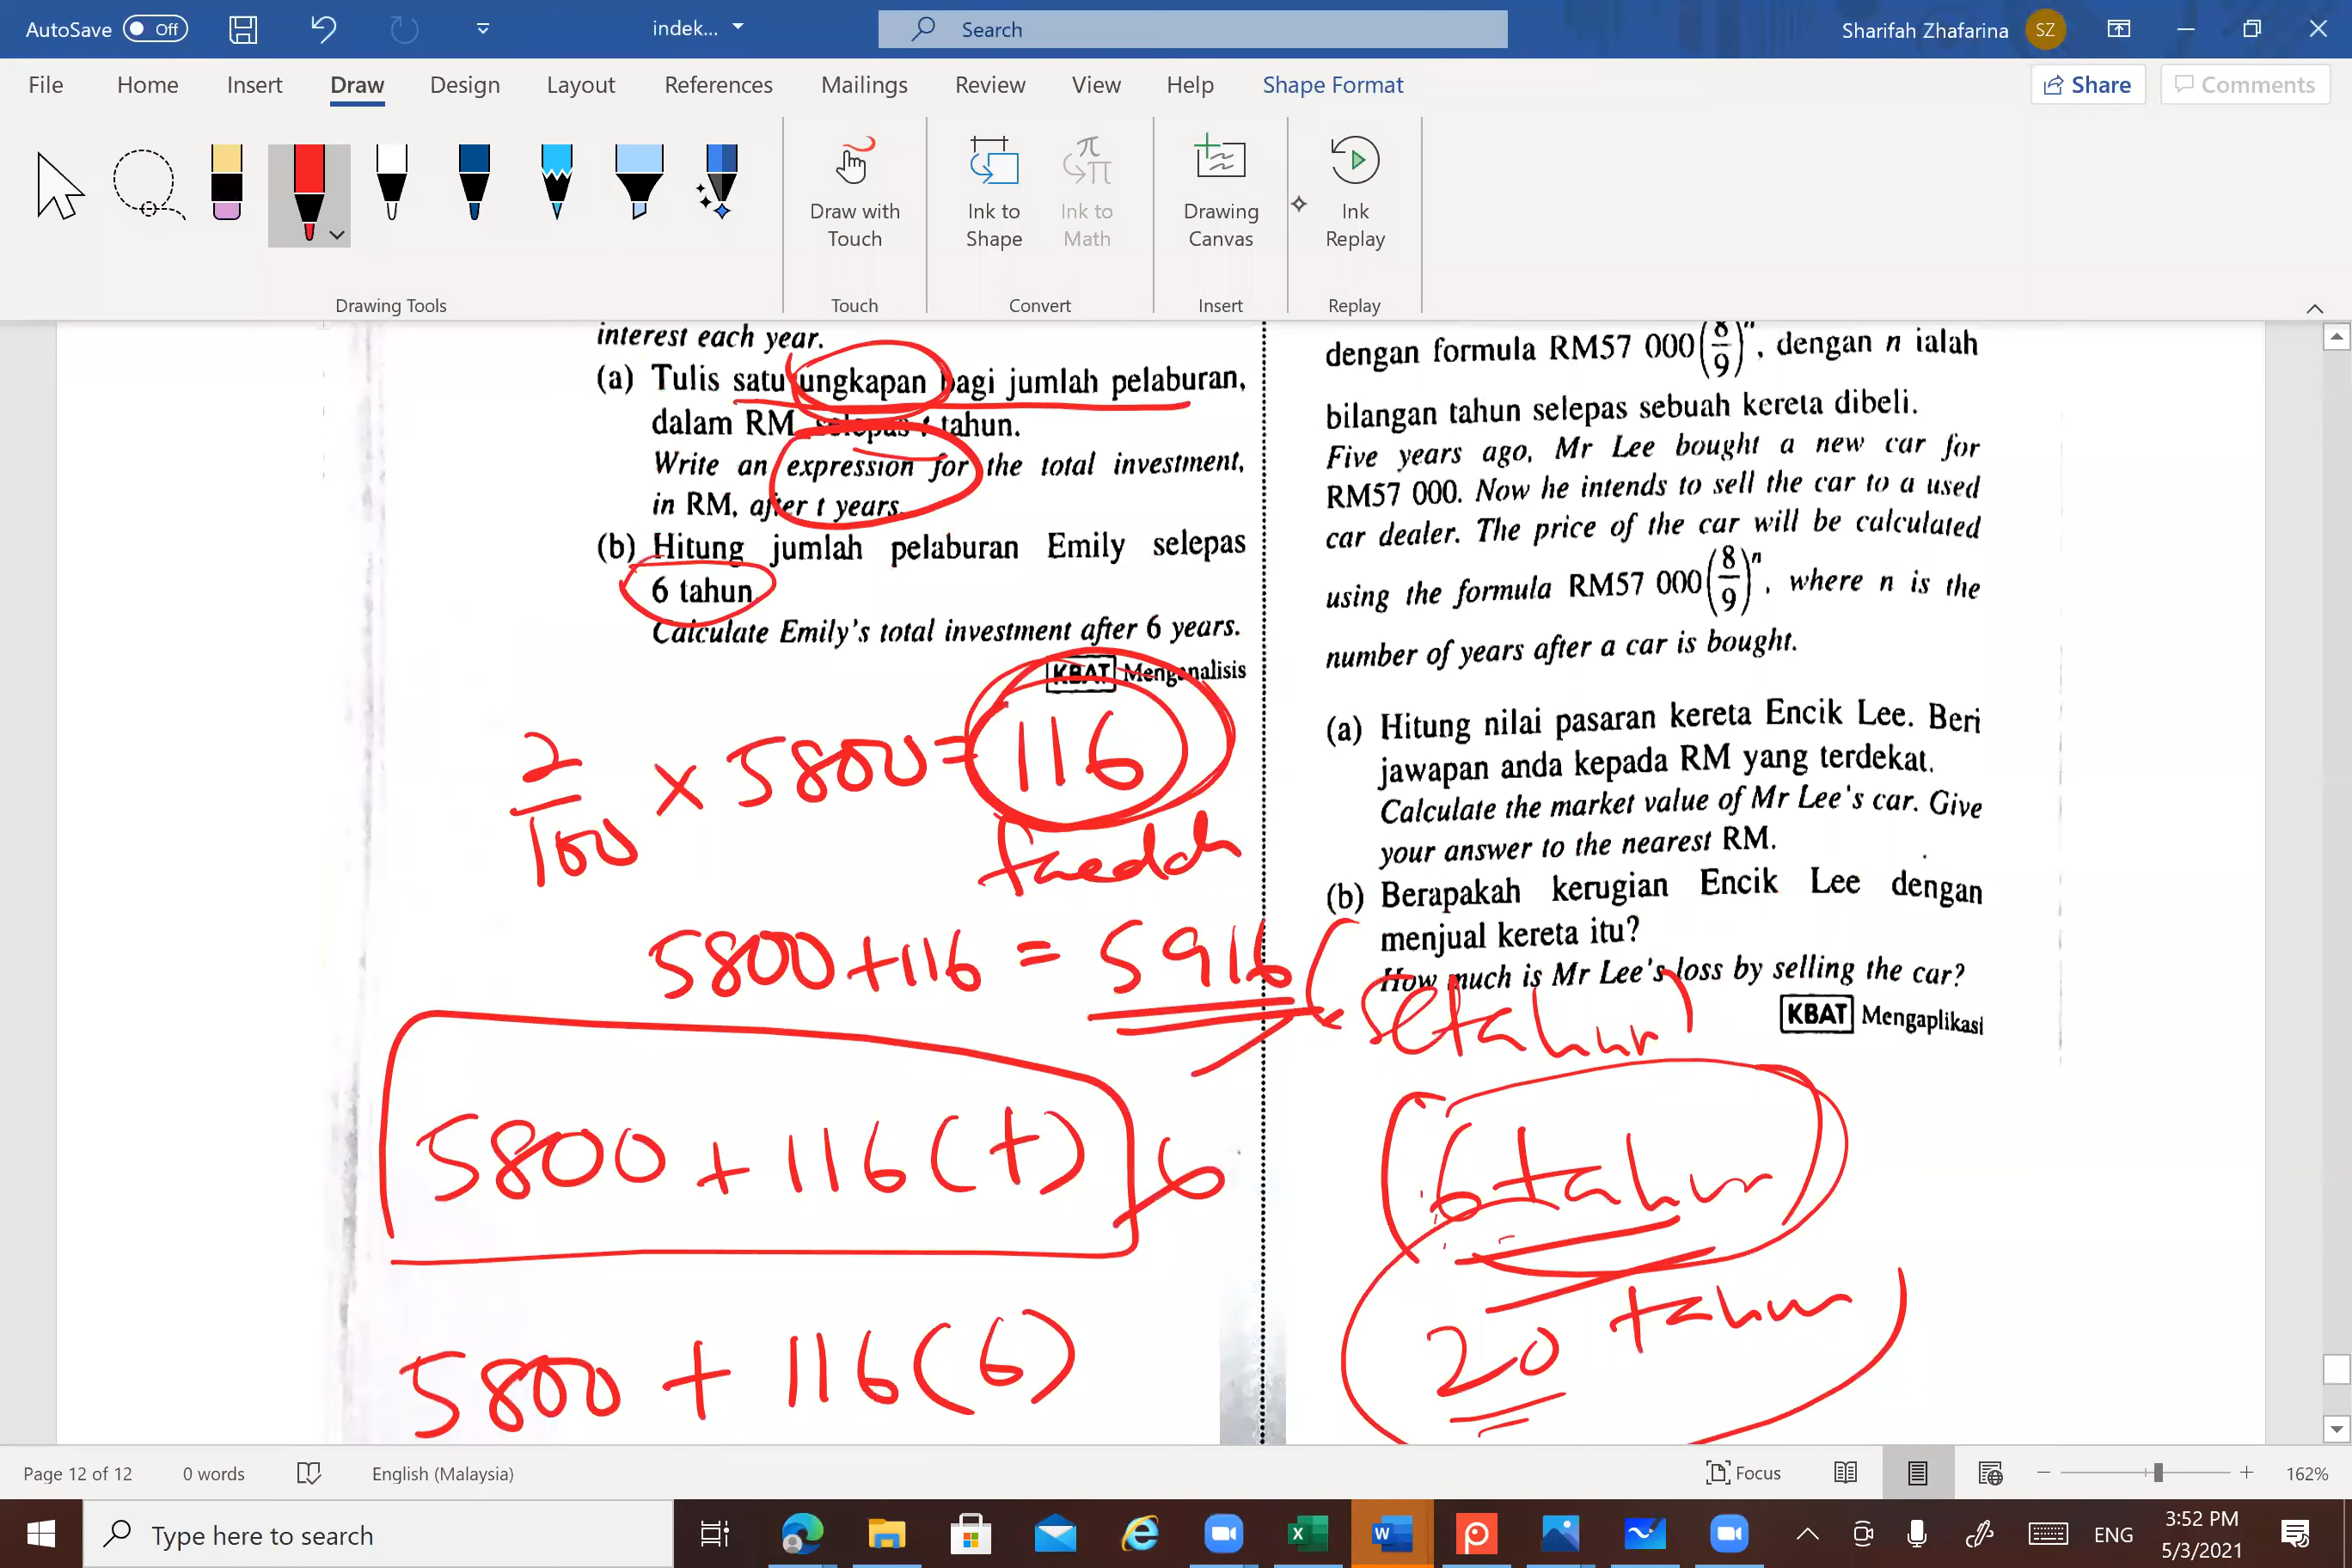 AutoSave Off indek... Search Sharifah Zhafarina SZ
File Home Insert Draw Design Layout References Mailings Review View Help Shape Format Share Comments
Draw with Touch
Ink to Shape
Ink to Math
Drawing Canvas
Ink Replay
Drawing Tools Touch Convert Insert Replay
interest each year.
(a) Tulis satu ungkapan bagi jumlah pelaburan,
dalam RM selepas t tahun.
Write an expression for the total investment,
in RM, after t years.
(b) Hitung jumlah pelaburan Emily selepas
6 tahun
Calculate Emily's total investment after 6 years.
KBAT Menganalisis
2/100 × 5800 = 116
faedah
5800 + 116 = 5916
5800 + 116 (t) 6
5800 + 116 (6)
dengan formula RM57 000(8/9)ⁿ, dengan n ialah
bilangan tahun selepas sebuah kereta dibeli.
Five years ago, Mr Lee bought a new car for
RM57 000. Now he intends to sell the car to a used
car dealer. The price of the car will be calculated
using the formula RM57 000(8/9)ⁿ, where n is the
number of years after a car is bought.
(a) Hitung nilai pasaran kereta Encik Lee. Beri
jawapan anda kepada RM yang terdekat.
Calculate the market value of Mr Lee's car. Give
your answer to the nearest RM.
(b) Berapakah kerugian Encik Lee dengan
menjual kereta itu?
How much is Mr Lee's loss by selling the car?
KBAT Mengaplikasi
(setahun)
6 tahun
20 tahun
Page 12 of 12 0 words English (Malaysia) Focus 162%
Type here to search ENG 3:52 PM
5/3/2021